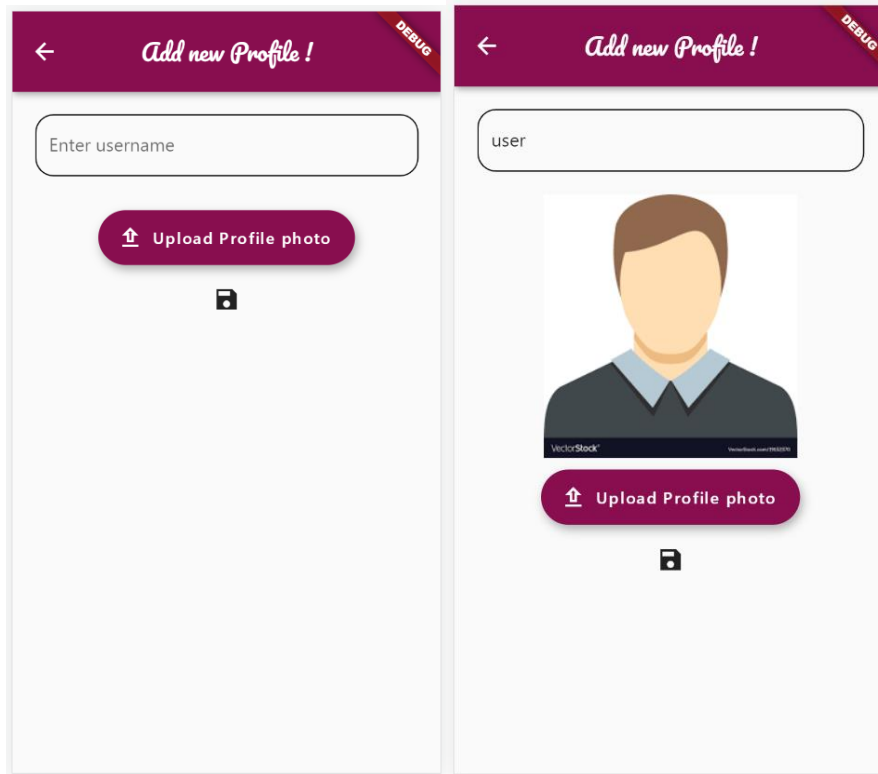 Add new Profile !
DEBUG
Enter username
Upload Profile photo
Add new Profile !
DEBUG
user
VectorStock®
Upload Profile photo